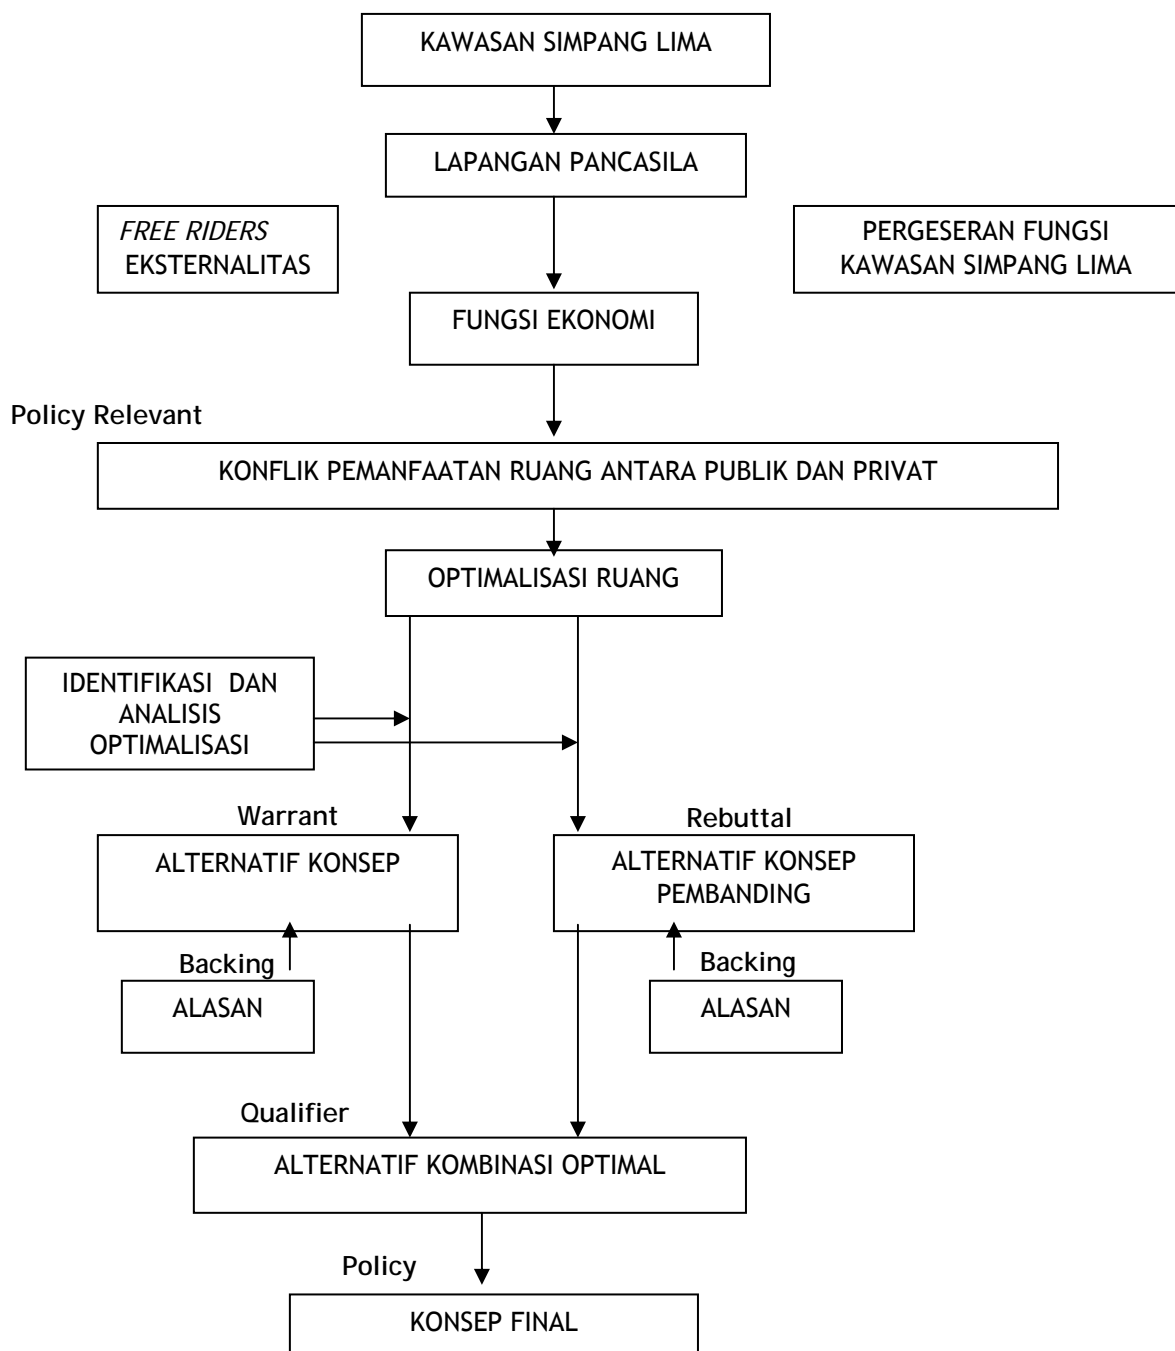 KAWASAN SIMPANG LIMA
LAPANGAN PANCASILA
FREE RIDERS
EKSTERNALITAS
PERGESERAN FUNGSI
KAWASAN SIMPANG LIMA
FUNGSI EKONOMI
Policy Relevant
KONFLIK PEMANFAATAN RUANG ANTARA PUBLIK DAN PRIVAT
OPTIMALISASI RUANG
IDENTIFIKASI DAN
ANALISIS
OPTIMALISASI
Warrant
Rebuttal
ALTERNATIF KONSEP
ALTERNATIF KONSEP
PEMBANDING
Backing
Backing
ALASAN
ALASAN
Qualifier
ALTERNATIF KOMBINASI OPTIMAL
Policy
KONSEP FINAL